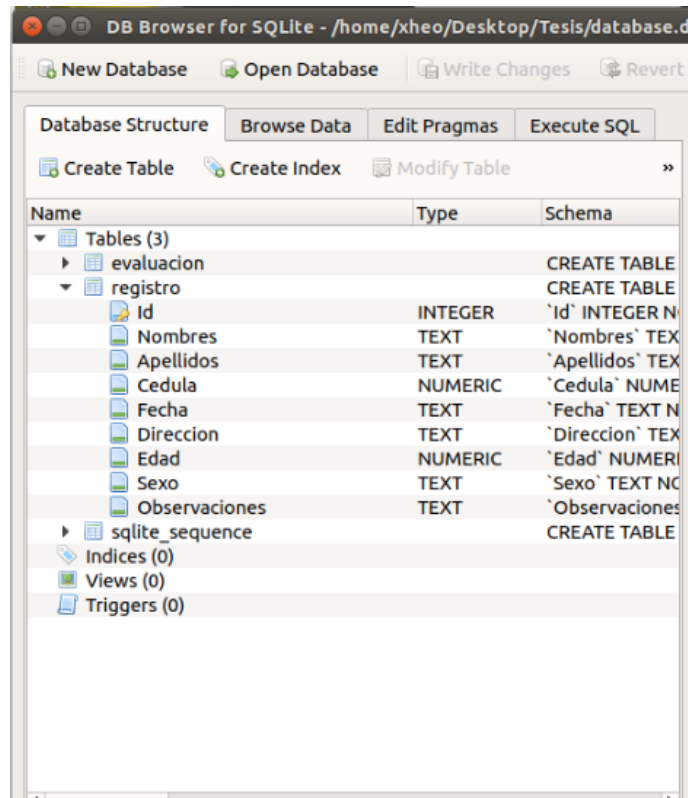 DB Browser for SQLite - /home/xheo/Desktop/Tesis/database.d
New Database Open Database Write Changes Revert
Database Structure Browse Data Edit Pragmas Execute SQL
Create Table Create Index Modify Table »
Name Type Schema
Tables (3)
evaluacion CREATE TABLE
registro CREATE TABLE
Id INTEGER `Id` INTEGER N
Nombres TEXT `Nombres` TEX
Apellidos TEXT `Apellidos` TEX
Cedula NUMERIC `Cedula` NUME
Fecha TEXT `Fecha` TEXT N
Direccion TEXT `Direccion` TEX
Edad NUMERIC `Edad` NUMERI
Sexo TEXT `Sexo` TEXT NO
Observaciones TEXT `Observaciones
sqlite_sequence CREATE TABLE
Indices (0)
Views (0)
Triggers (0)